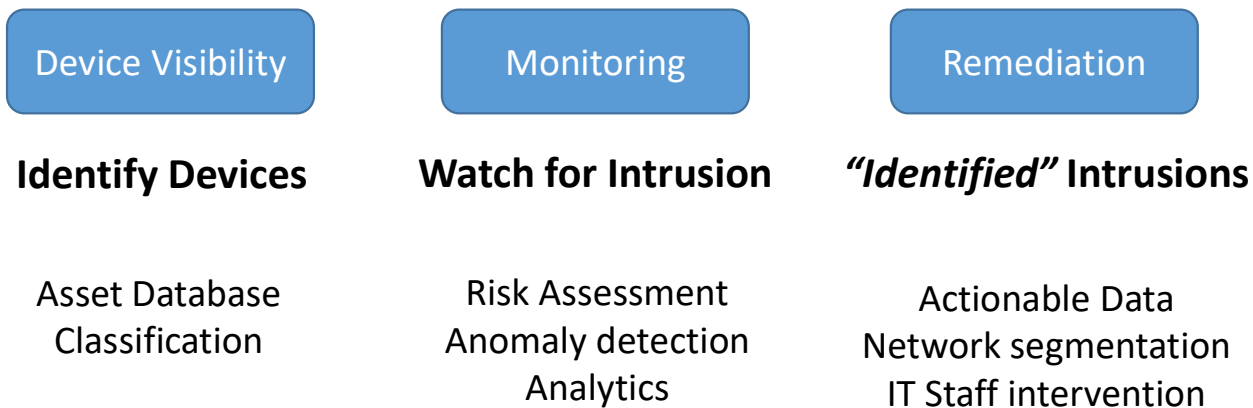 Device Visibility
Identify Devices
Asset Database
Classification
Monitoring
Watch for Intrusion
Risk Assessment
Anomaly detection
Analytics
Remediation
“Identified” Intrusions
Actionable Data
Network segmentation
IT Staff intervention